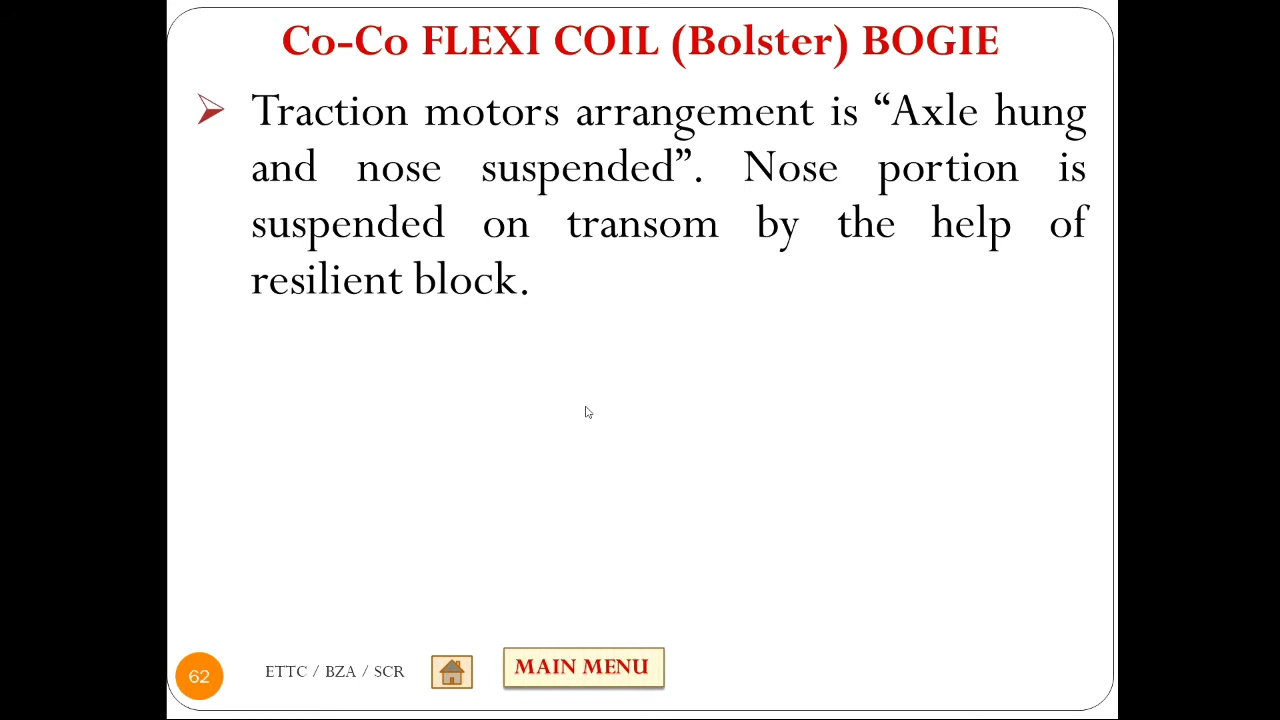 Co-Co FLEXI COIL (Bolster) BOGIE
Traction motors arrangement is “Axle hung
and nose suspended”. Nose portion is
suspended on transom by the help of
resilient block.
62
ETTC / BZA / SCR
MAIN MENU